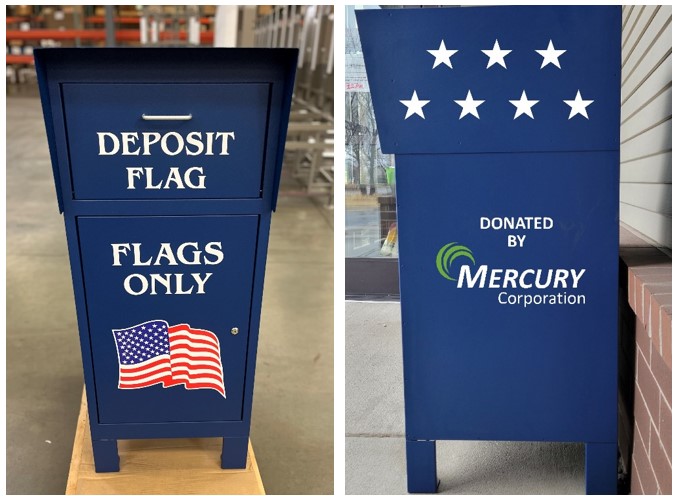 DEPOSIT
FLAG
FLAGS
ONLY
DONATED
BY
MERCURY
Corporation